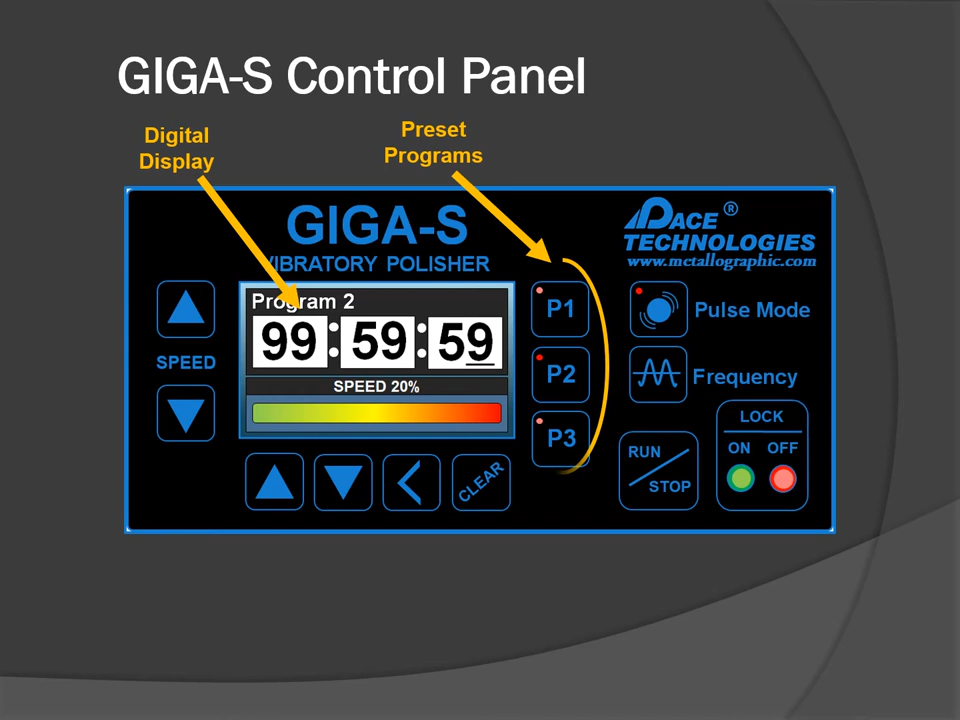 GIGA-S Control Panel
Digital
Display
Preset
Programs
GIGA-S
VIBRATORY POLISHER
PACE ®
TECHNOLOGIES
www.metallographic.com
Program 2
99:59:59
SPEED 20%
SPEED
P1
P2
P3
Pulse Mode
Frequency
CLEAR
RUN
STOP
LOCK
ON OFF